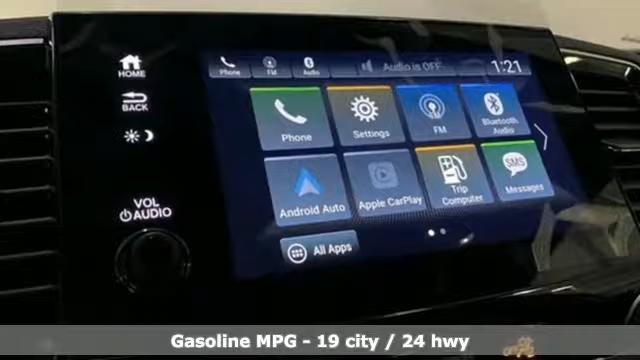 Phone
FM
Audio
Audio is OFF
1:21
HOME
BACK
VOL
AUDIO
Phone
Settings
FM
Bluetooth
Audio
Android Auto
Apple CarPlay
Trip
Computer
SMS
Messages
All Apps
Gasoline MPG - 19 city / 24 hwy